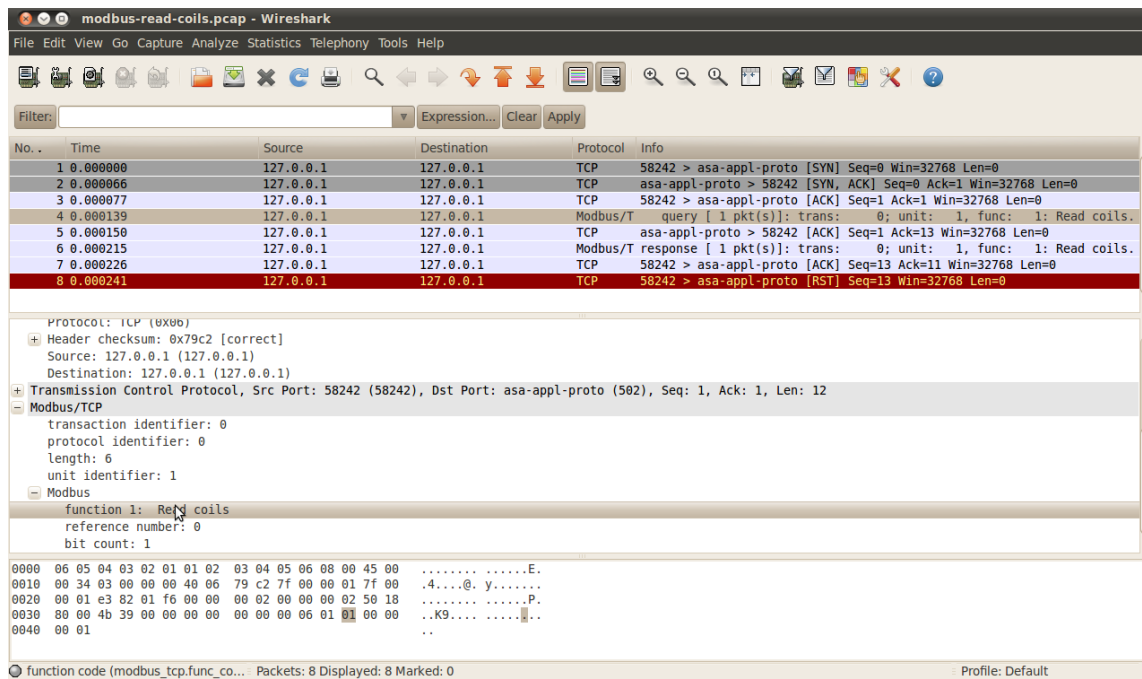 modbus-read-coils.pcap - Wireshark
File Edit View Go Capture Analyze Statistics Telephony Tools Help
Filter: Expression... Clear Apply
No. . Time Source Destination Protocol Info
1 0.000000 127.0.0.1 127.0.0.1 TCP 58242 > asa-appl-proto [SYN] Seq=0 Win=32768 Len=0
2 0.000066 127.0.0.1 127.0.0.1 TCP asa-appl-proto > 58242 [SYN, ACK] Seq=0 Ack=1 Win=32768 Len=0
3 0.000077 127.0.0.1 127.0.0.1 TCP 58242 > asa-appl-proto [ACK] Seq=1 Ack=1 Win=32768 Len=0
4 0.000139 127.0.0.1 127.0.0.1 Modbus/T query [ 1 pkt(s)]: trans: 0; unit: 1, func: 1: Read coils.
5 0.000150 127.0.0.1 127.0.0.1 TCP asa-appl-proto > 58242 [ACK] Seq=1 Ack=13 Win=32768 Len=0
6 0.000215 127.0.0.1 127.0.0.1 Modbus/T response [ 1 pkt(s)]: trans: 0; unit: 1, func: 1: Read coils.
7 0.000226 127.0.0.1 127.0.0.1 TCP 58242 > asa-appl-proto [ACK] Seq=13 Ack=11 Win=32768 Len=0
8 0.000241 127.0.0.1 127.0.0.1 TCP 58242 > asa-appl-proto [RST] Seq=13 Win=32768 Len=0
Protocol: TCP (0x06)
Header checksum: 0x79c2 [correct]
Source: 127.0.0.1 (127.0.0.1)
Destination: 127.0.0.1 (127.0.0.1)
Transmission Control Protocol, Src Port: 58242 (58242), Dst Port: asa-appl-proto (502), Seq: 1, Ack: 1, Len: 12
Modbus/TCP
transaction identifier: 0
protocol identifier: 0
length: 6
unit identifier: 1
Modbus
function 1: Read coils
reference number: 0
bit count: 1
0000 06 05 04 03 02 01 01 02 03 04 05 06 08 00 45 00 ........ ......E.
0010 00 34 03 00 00 00 40 06 79 c2 7f 00 00 01 7f 00 .4....@. y.......
0020 00 01 e3 82 01 f6 00 00 00 02 00 00 00 02 50 18 ........ ......P.
0030 80 00 4b 39 00 00 00 00 00 00 00 06 01 01 00 00 ..K9.... ........
0040 00 01 ..
function code (modbus_tcp.func_co... Packets: 8 Displayed: 8 Marked: 0 Profile: Default